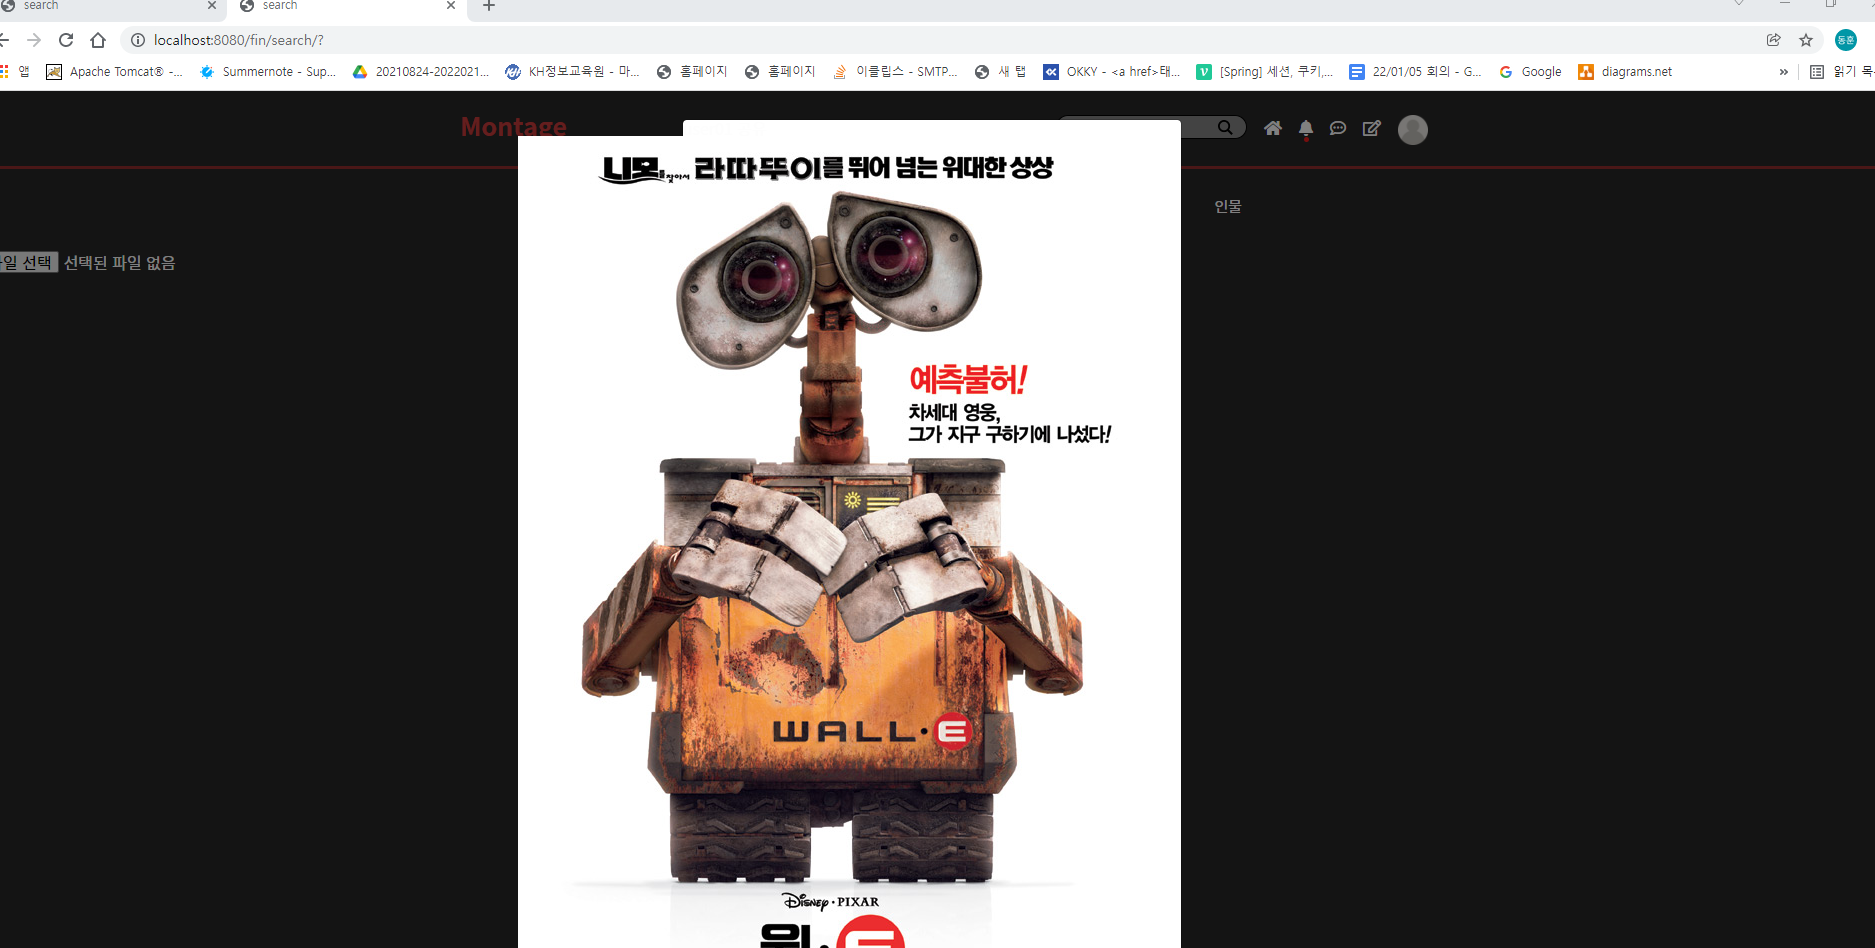 search
search
localhost:8080/fin/search/?
동훈
앱
Apache Tomcat® -...
Summernote - Sup...
20210824-2022021...
KH정보교육원 - 마...
홈페이지
홈페이지
이클립스 - SMTP...
새 탭
OKKY - <a href>태...
[Spring] 세션, 쿠키,...
22/01/05 회의 - G...
Google
diagrams.net
»
읽기 목
Montage
인물
일 선택 선택된 파일 없음
니모를 찾아서 라따뚜이를 뛰어 넘는 위대한 상상
예측불허!
차세대 영웅,
그가 지구 구하기에 나섰다!
WALL·E
Disney·PIXAR
월·E